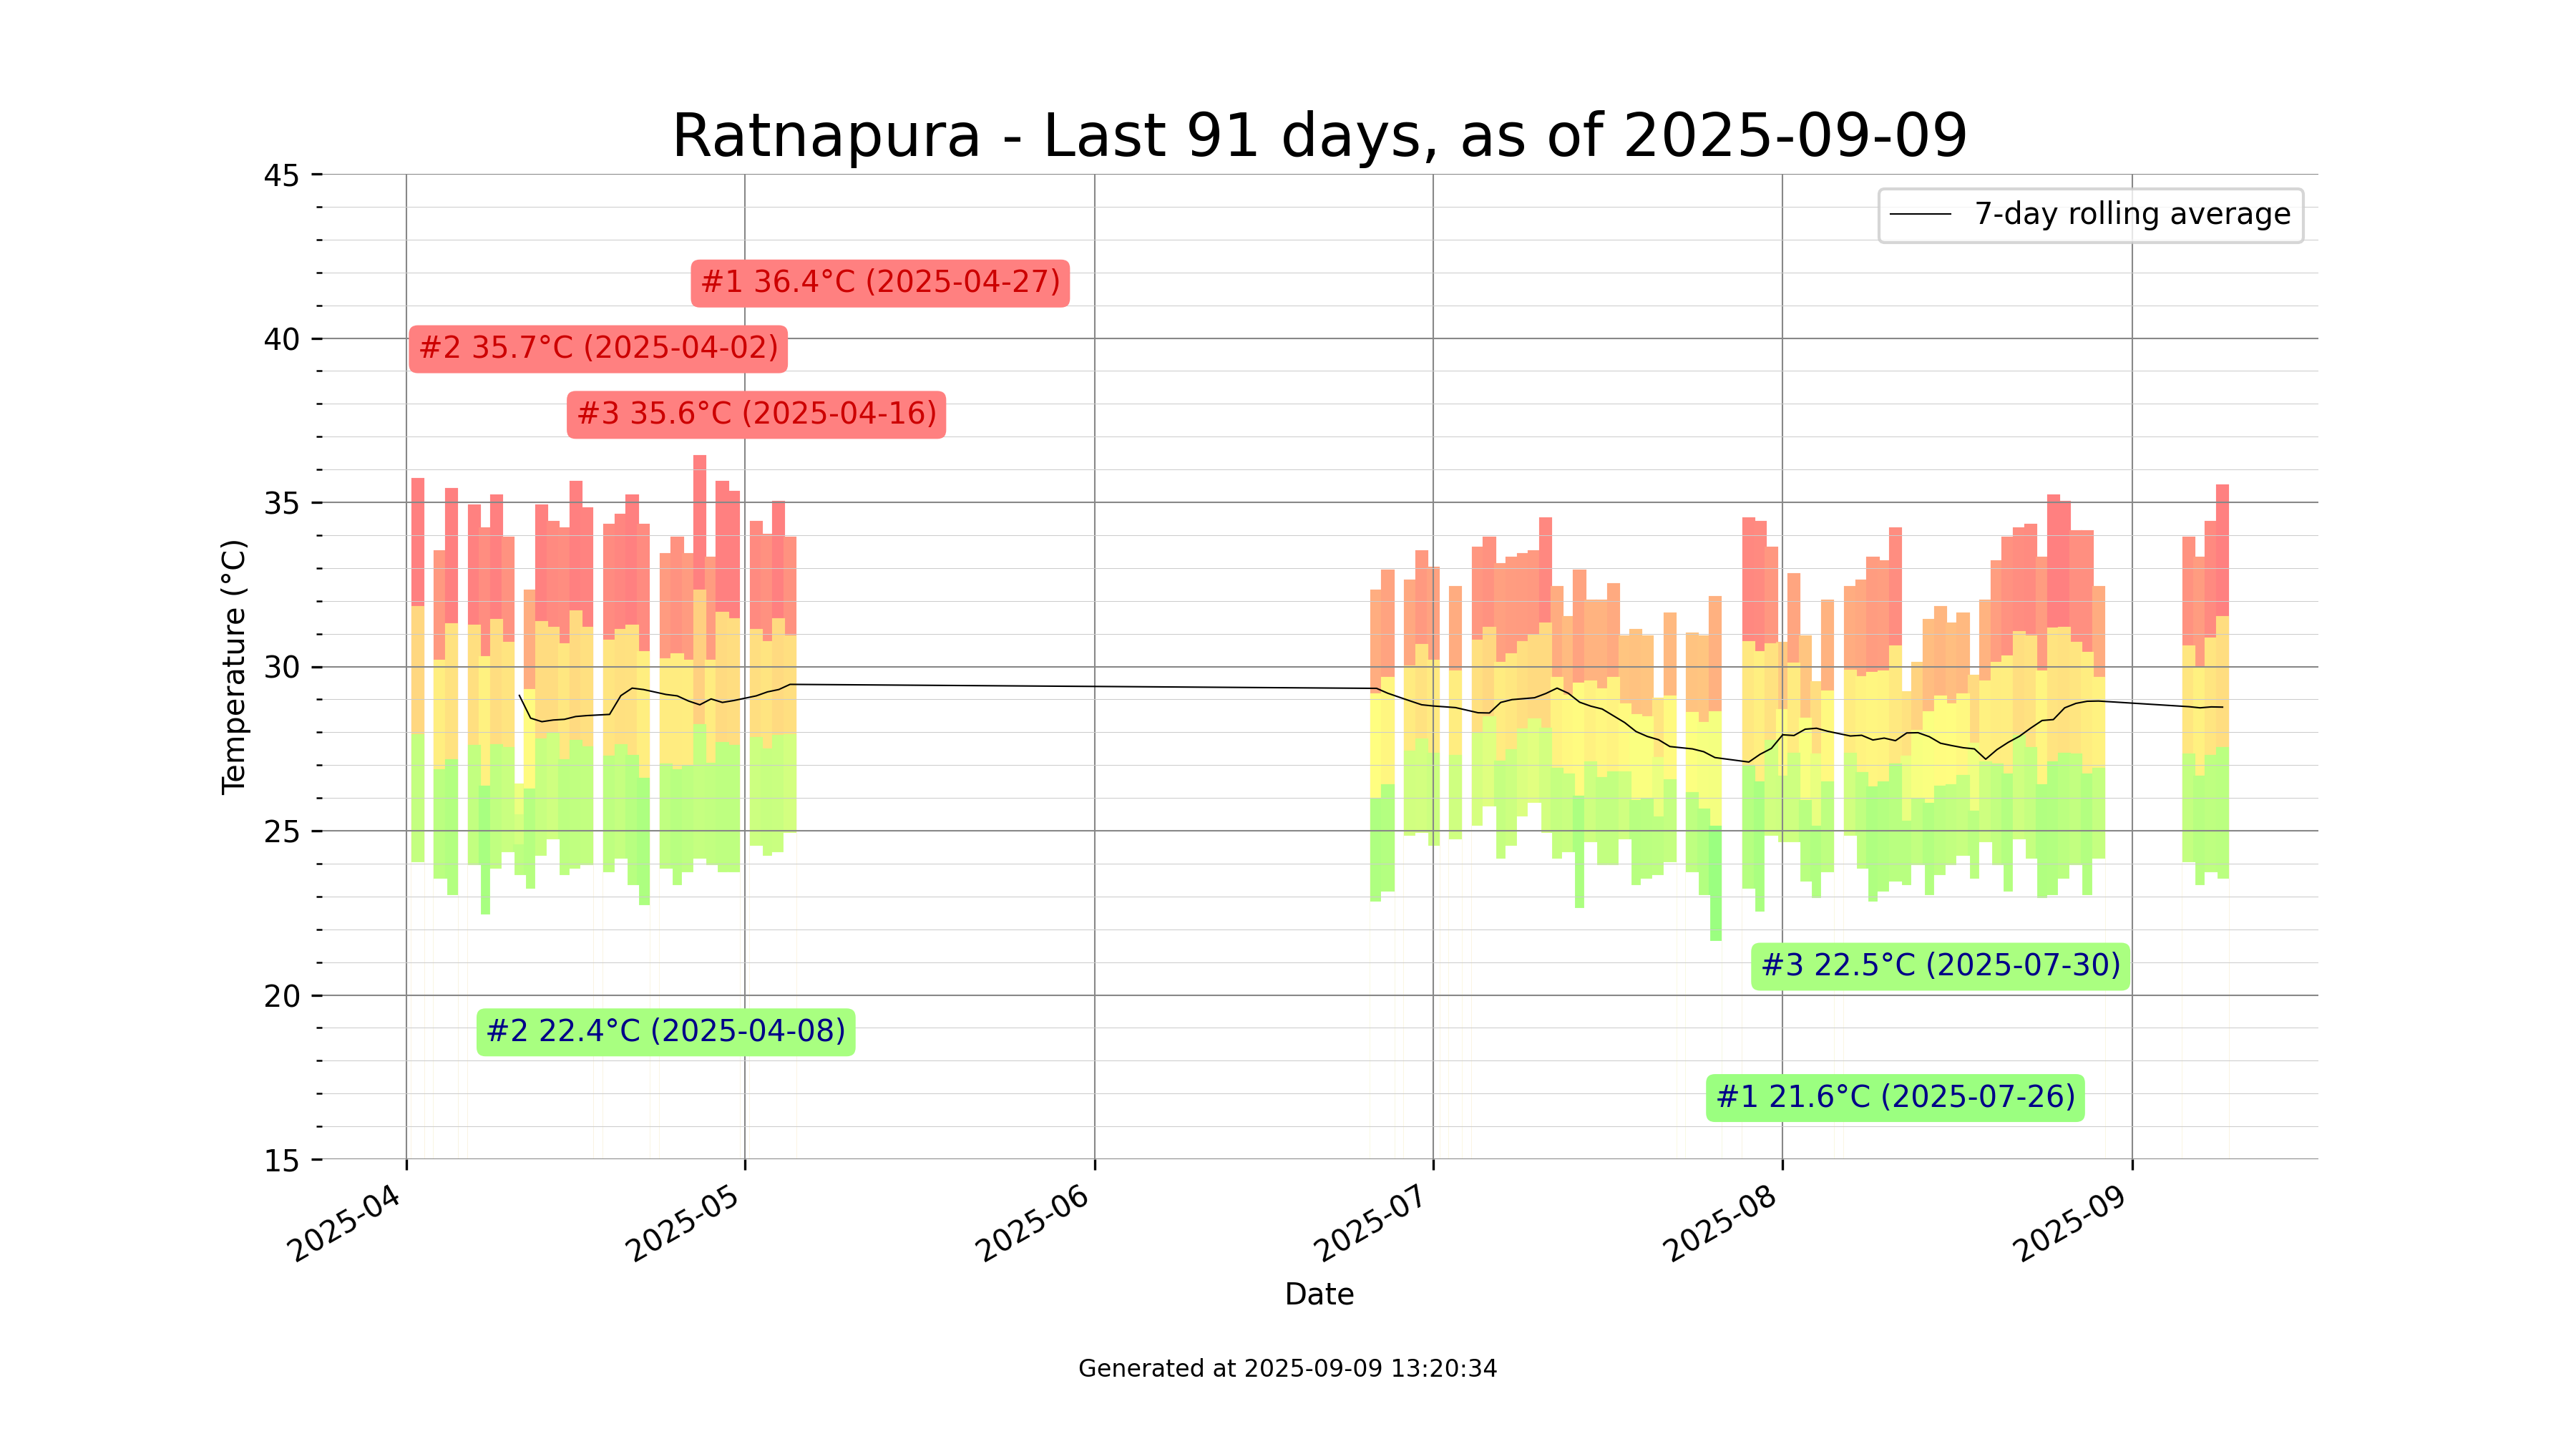 Ratnapura - Last 91 days, as of 2025-09-09
7-day rolling average
#1 36.4°C (2025-04-27)
#2 35.7°C (2025-04-02)
#3 35.6°C (2025-04-16)
#3 22.5°C (2025-07-30)
#2 22.4°C (2025-04-08)
#1 21.6°C (2025-07-26)
Temperature (°C)
45
40
35
30
25
20
15
2025-04
2025-05
2025-06
2025-07
2025-08
2025-09
Date
Generated at 2025-09-09 13:20:34